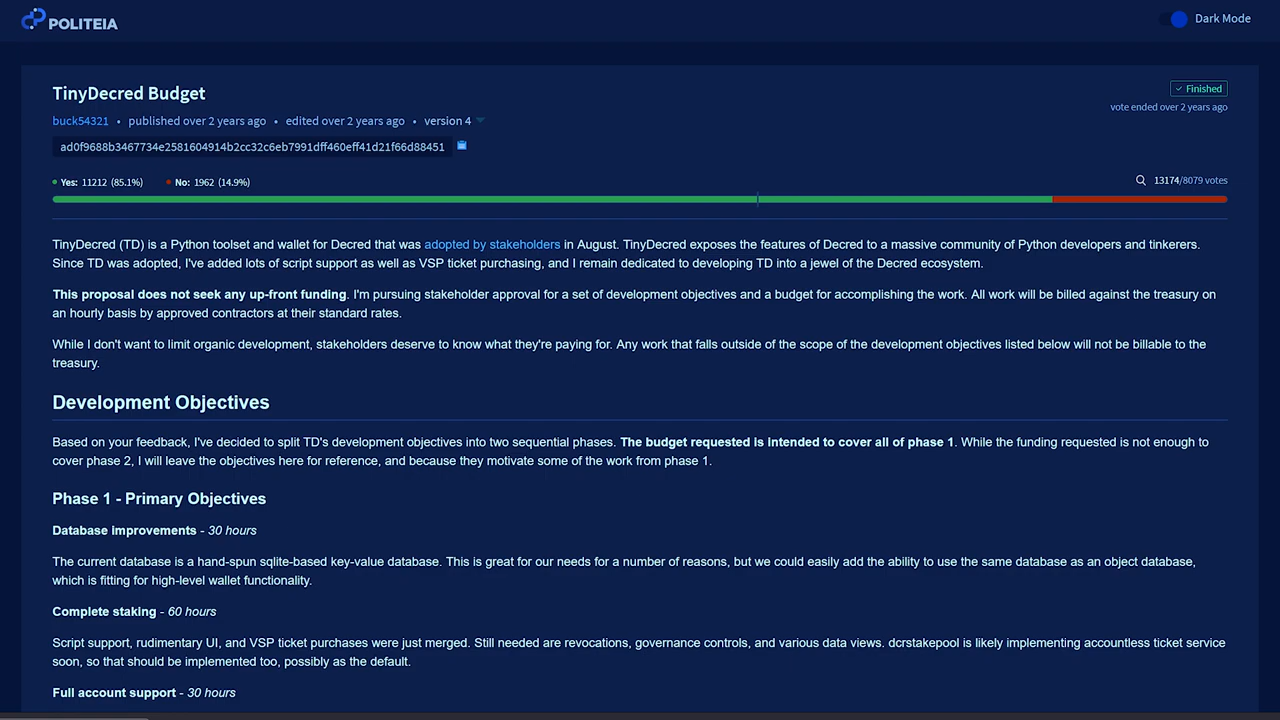 POLITEIA
Dark Mode
TinyDecred Budget
✓ Finished
buck54321 • published over 2 years ago • edited over 2 years ago • version 4
vote ended over 2 years ago
ad0f9688b3467734e2581604914b2cc32c6eb7991dff460eff41d21f66d88451
Yes: 11212 (85.1%) No: 1962 (14.9%)
13174/8079 votes
TinyDecred (TD) is a Python toolset and wallet for Decred that was adopted by stakeholders in August. TinyDecred exposes the features of Decred to a massive community of Python developers and tinkerers.
Since TD was adopted, I've added lots of script support as well as VSP ticket purchasing, and I remain dedicated to developing TD into a jewel of the Decred ecosystem.
This proposal does not seek any up-front funding. I'm pursuing stakeholder approval for a set of development objectives and a budget for accomplishing the work. All work will be billed against the treasury on
an hourly basis by approved contractors at their standard rates.
While I don't want to limit organic development, stakeholders deserve to know what they're paying for. Any work that falls outside of the scope of the development objectives listed below will not be billable to the
treasury.
Development Objectives
Based on your feedback, I've decided to split TD's development objectives into two sequential phases. The budget requested is intended to cover all of phase 1. While the funding requested is not enough to
cover phase 2, I will leave the objectives here for reference, and because they motivate some of the work from phase 1.
Phase 1 - Primary Objectives
Database improvements - 30 hours
The current database is a hand-spun sqlite-based key-value database. This is great for our needs for a number of reasons, but we could easily add the ability to use the same database as an object database,
which is fitting for high-level wallet functionality.
Complete staking - 60 hours
Script support, rudimentary UI, and VSP ticket purchases were just merged. Still needed are revocations, governance controls, and various data views. dcrstakepool is likely implementing accountless ticket service
soon, so that should be implemented too, possibly as the default.
Full account support - 30 hours